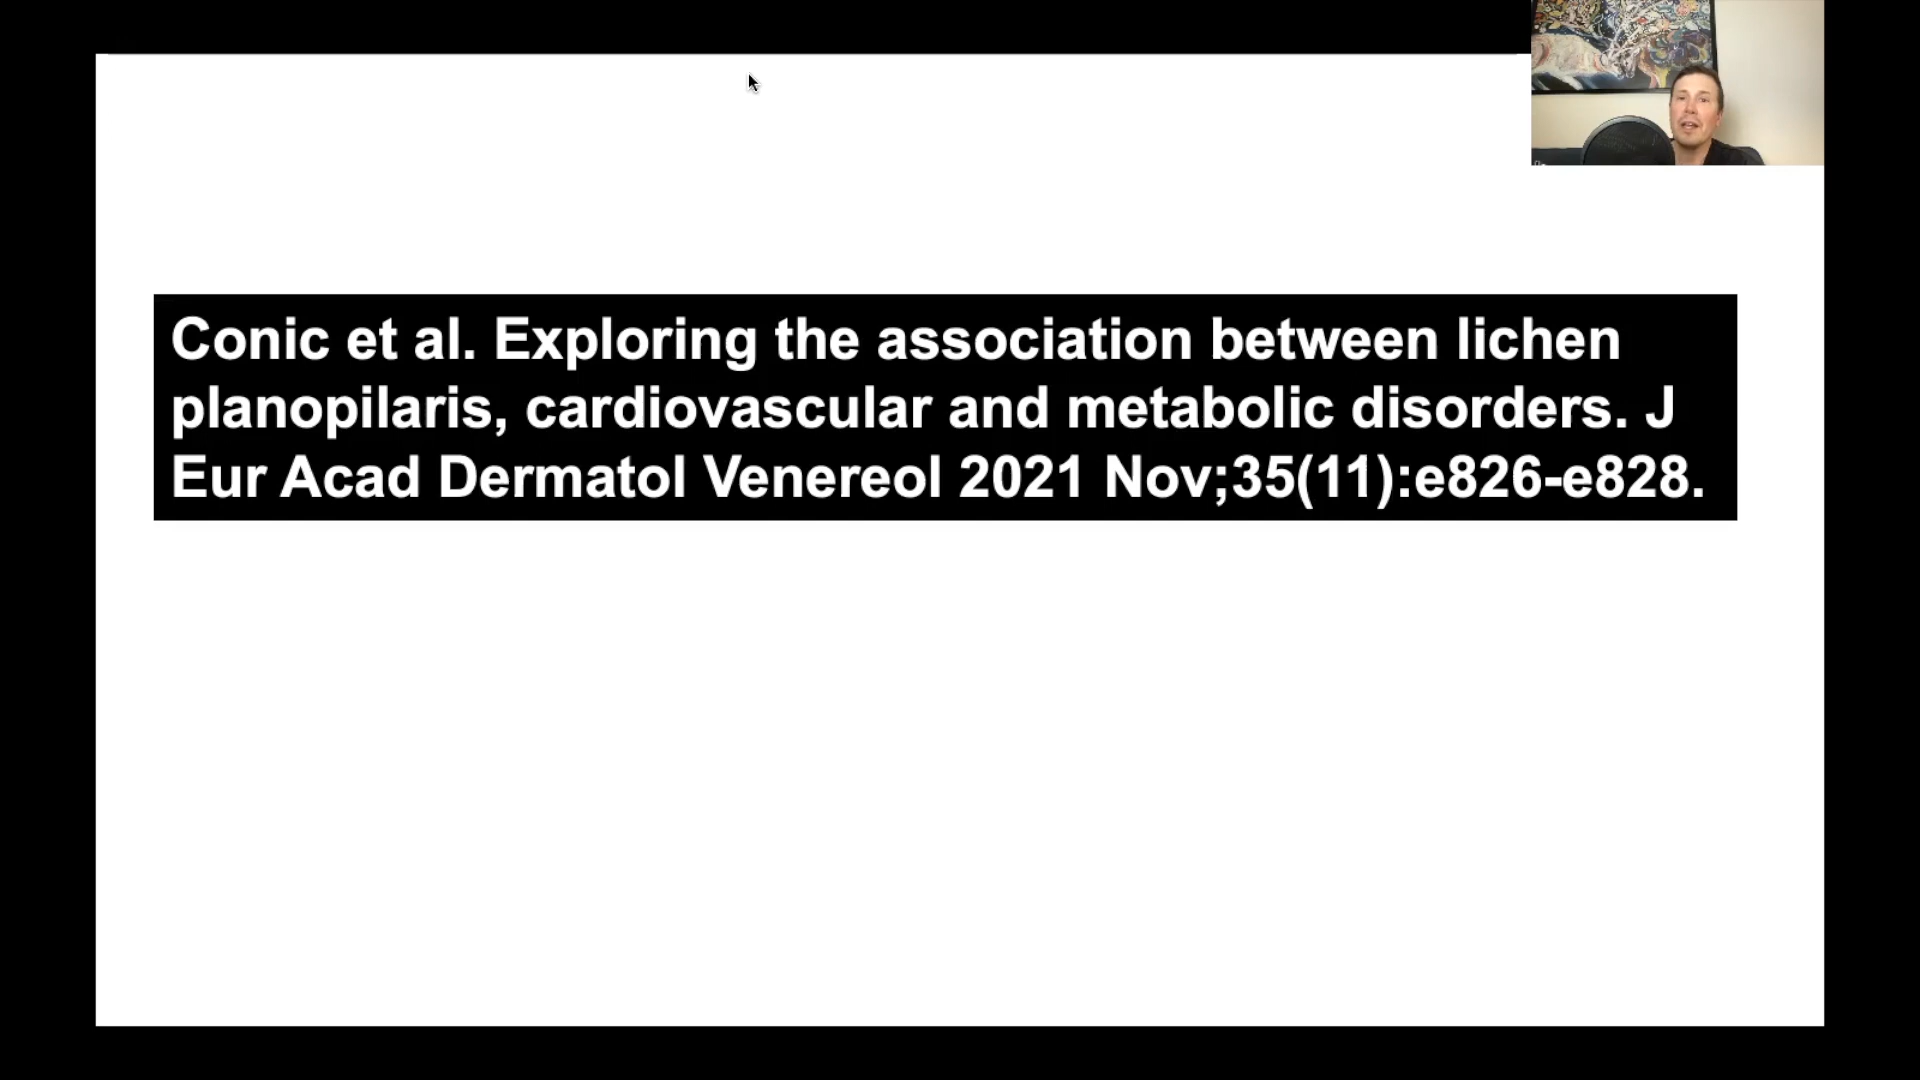 Conic et al. Exploring the association between lichen
planopilaris, cardiovascular and metabolic disorders. J
Eur Acad Dermatol Venereol 2021 Nov;35(11):e826-e828.